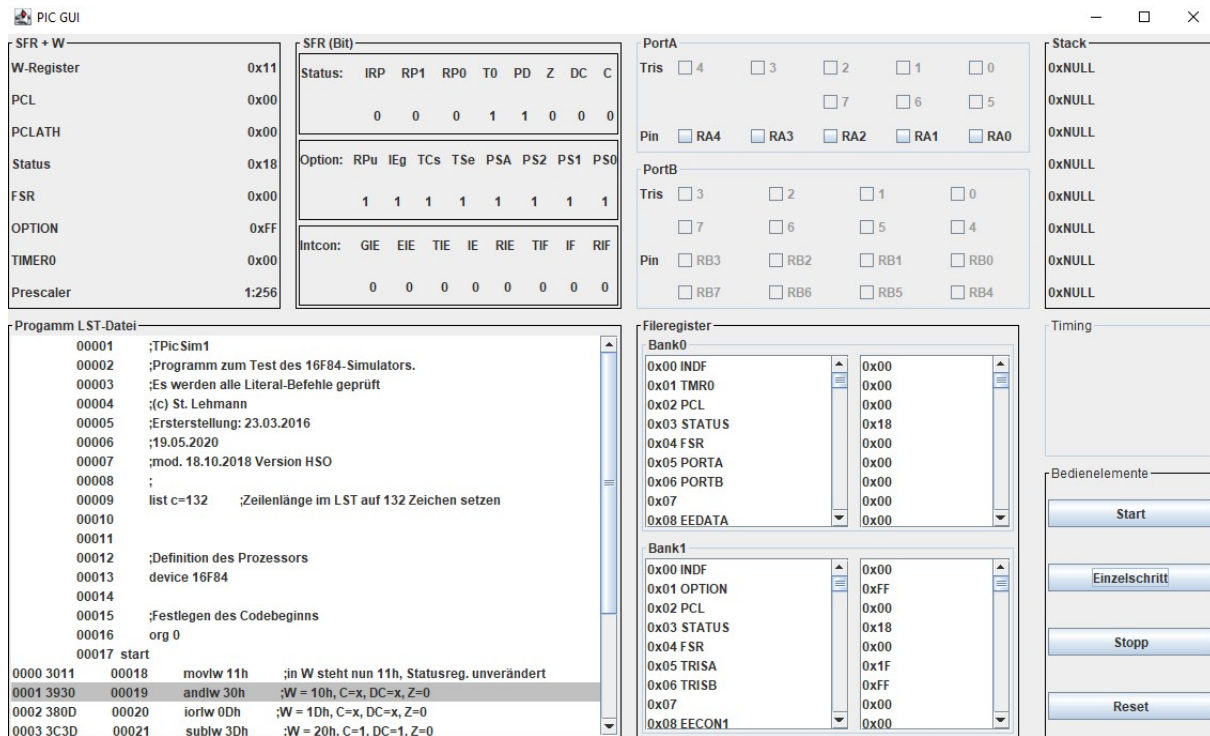 PIC GUI
SFR + W
W-Register 0x11
PCL 0x00
PCLATH 0x00
Status 0x18
FSR 0x00
OPTION 0xFF
TIMER0 0x00
Prescaler 1:256
SFR (Bit)
Status: IRP RP1 RP0 T0 PD Z DC C
0 0 0 1 1 0 0 0
Option: RPu IEg TCs TSe PSA PS2 PS1 PS0
1 1 1 1 1 1 1 1
Intcon: GIE EIE TIE IE RIE TIF IF RIF
0 0 0 0 0 0 0 0
PortA
Tris 4 3 2 1 0
7 6 5
Pin RA4 RA3 RA2 RA1 RA0
PortB
Tris 3 2 1 0
7 6 5 4
Pin RB3 RB2 RB1 RB0
RB7 RB6 RB5 RB4
Stack
0xNULL
0xNULL
0xNULL
0xNULL
0xNULL
0xNULL
0xNULL
0xNULL
Progamm LST-Datei
00001 ;TPicSim1
00002 ;Programm zum Test des 16F84-Simulators.
00003 ;Es werden alle Literal-Befehle geprüft
00004 ;(c) St. Lehmann
00005 ;Ersterstellung: 23.03.2016
00006 ;19.05.2020
00007 ;mod. 18.10.2018 Version HSO
00008 ;
00009 list c=132 ;Zeilenlänge im LST auf 132 Zeichen setzen
00010
00011
00012 ;Definition des Prozessors
00013 device 16F84
00014
00015 ;Festlegen des Codebeginns
00016 org 0
00017 start
0000 3011 00018 movlw 11h ;in W steht nun 11h, Statusreg. unverändert
0001 3930 00019 andlw 30h ;W = 10h, C=x, DC=x, Z=0
0002 380D 00020 iorlw 0Dh ;W = 1Dh, C=x, DC=x, Z=0
0003 3C3D 00021 sublw 3Dh ;W = 20h, C=1, DC=1, Z=0
Fileregister
Bank0
0x00 INDF 0x00
0x01 TMR0 0x00
0x02 PCL 0x00
0x03 STATUS 0x18
0x04 FSR 0x00
0x05 PORTA 0x00
0x06 PORTB 0x00
0x07 0x00
0x08 EEDATA 0x00
Bank1
0x00 INDF 0x00
0x01 OPTION 0xFF
0x02 PCL 0x00
0x03 STATUS 0x18
0x04 FSR 0x00
0x05 TRISA 0x1F
0x06 TRISB 0xFF
0x07 0x00
0x08 EECON1 0x00
Timing
Bedienelemente
Start
Einzelschritt
Stopp
Reset